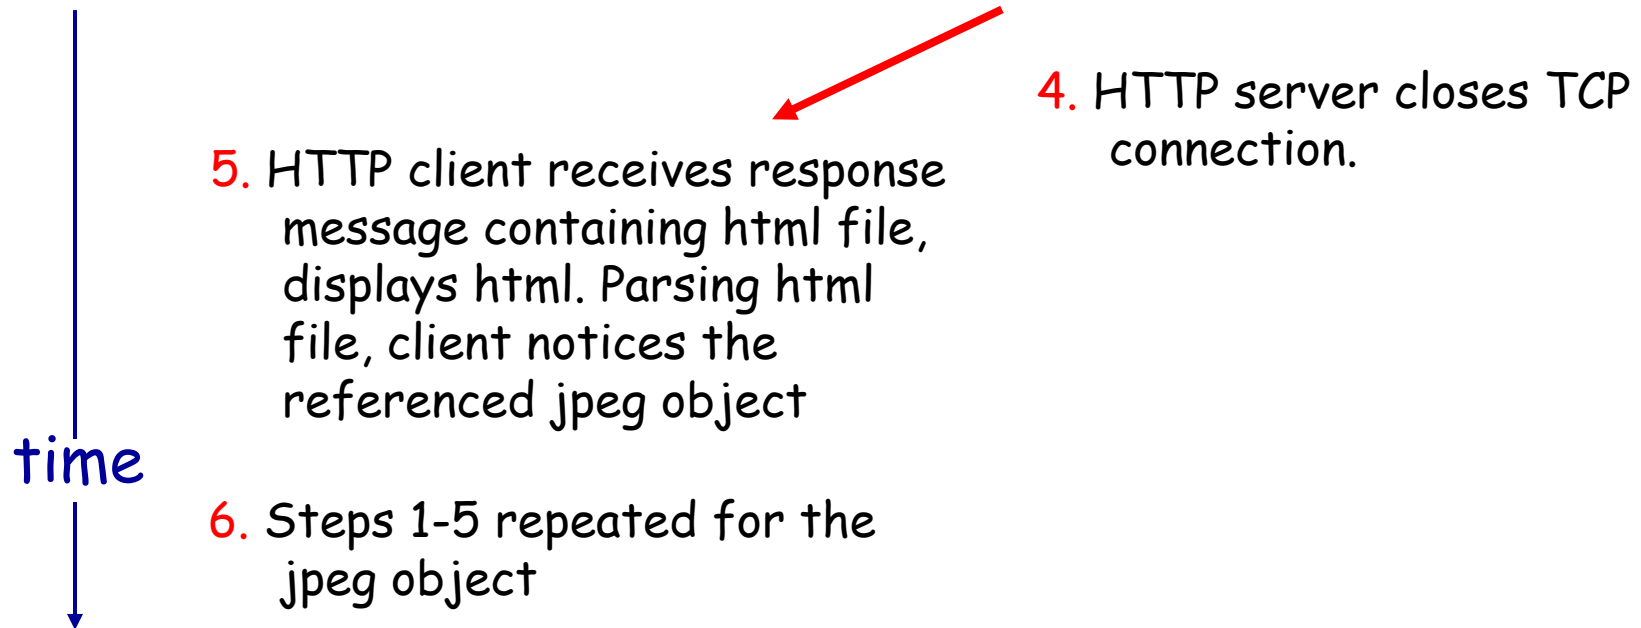 4. HTTP server closes TCP
connection.
5. HTTP client receives response
message containing html file,
displays html. Parsing html
file, client notices the
referenced jpeg object
time
6. Steps 1-5 repeated for the
jpeg object